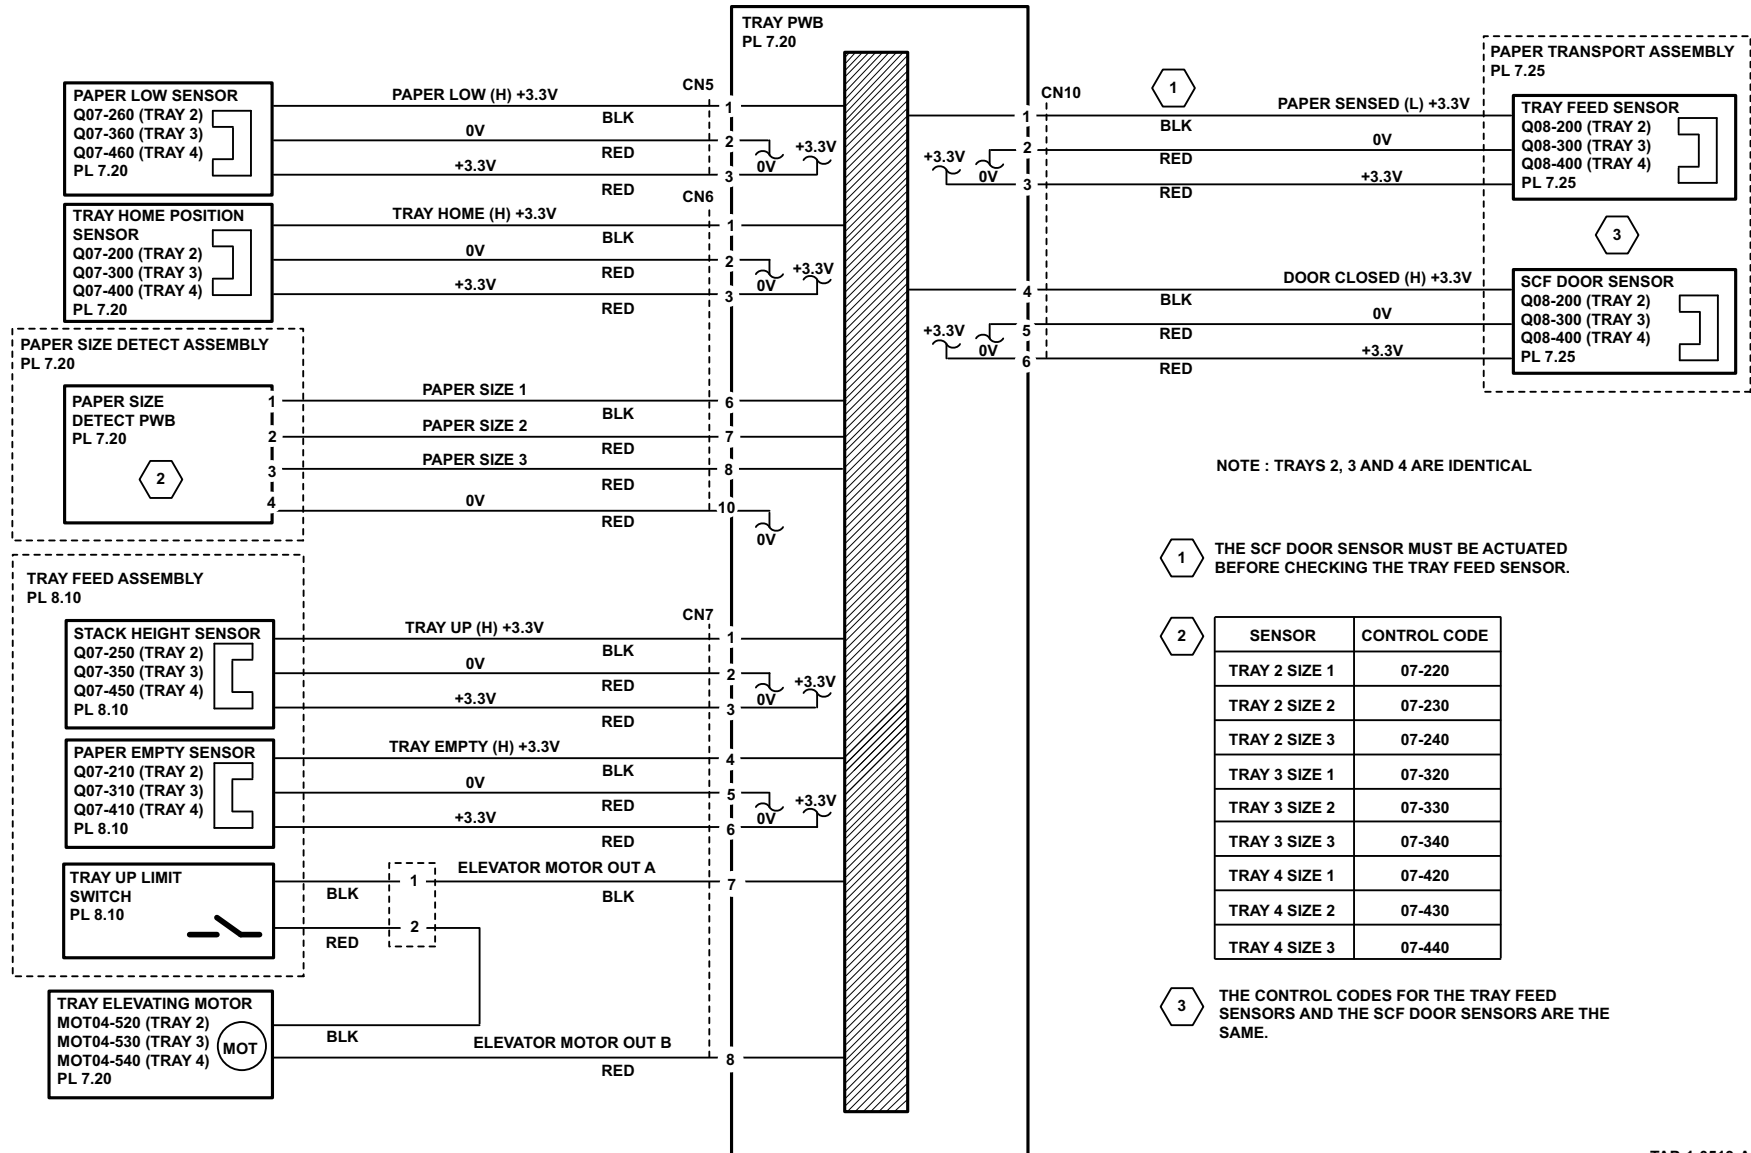 TRAY PWB
PL 7.20
PAPER LOW SENSOR
Q07-260 (TRAY 2)
Q07-360 (TRAY 3)
Q07-460 (TRAY 4)
PL 7.20
PAPER LOW (H) +3.3V
BLK
0V
RED
+3.3V
RED
CN5
1
2
3
0V
+3.3V
TRAY HOME POSITION
SENSOR
Q07-200 (TRAY 2)
Q07-300 (TRAY 3)
Q07-400 (TRAY 4)
PL 7.20
TRAY HOME (H) +3.3V
BLK
0V
RED
+3.3V
RED
CN6
1
2
3
0V
+3.3V
PAPER SIZE DETECT ASSEMBLY
PL 7.20
PAPER SIZE
DETECT PWB
PL 7.20
2
1
2
3
4
PAPER SIZE 1
BLK
PAPER SIZE 2
RED
PAPER SIZE 3
RED
0V
RED
6
7
8
10
0V
TRAY FEED ASSEMBLY
PL 8.10
STACK HEIGHT SENSOR
Q07-250 (TRAY 2)
Q07-350 (TRAY 3)
Q07-450 (TRAY 4)
PL 8.10
TRAY UP (H) +3.3V
BLK
0V
RED
+3.3V
RED
CN7
1
2
3
0V
+3.3V
PAPER EMPTY SENSOR
Q07-210 (TRAY 2)
Q07-310 (TRAY 3)
Q07-410 (TRAY 4)
PL 8.10
TRAY EMPTY (H) +3.3V
BLK
0V
RED
+3.3V
RED
4
5
6
0V
+3.3V
TRAY UP LIMIT
SWITCH
PL 8.10
BLK
RED
1
2
ELEVATOR MOTOR OUT A
BLK
7
TRAY ELEVATING MOTOR
MOT04-520 (TRAY 2)
MOT04-530 (TRAY 3)
MOT04-540 (TRAY 4)
PL 7.20
MOT
BLK
ELEVATOR MOTOR OUT B
RED
8
CN10
1
1
2
3
+3.3V
0V
PAPER SENSED (L) +3.3V
BLK
0V
RED
+3.3V
RED
4
5
6
+3.3V
0V
DOOR CLOSED (H) +3.3V
BLK
0V
RED
+3.3V
RED
PAPER TRANSPORT ASSEMBLY
PL 7.25
TRAY FEED SENSOR
Q08-200 (TRAY 2)
Q08-300 (TRAY 3)
Q08-400 (TRAY 4)
PL 7.25
3
SCF DOOR SENSOR
Q08-200 (TRAY 2)
Q08-300 (TRAY 3)
Q08-400 (TRAY 4)
PL 7.25
NOTE : TRAYS 2, 3 AND 4 ARE IDENTICAL
1
THE SCF DOOR SENSOR MUST BE ACTUATED
BEFORE CHECKING THE TRAY FEED SENSOR.
2
SENSOR CONTROL CODE
TRAY 2 SIZE 1 07-220
TRAY 2 SIZE 2 07-230
TRAY 2 SIZE 3 07-240
TRAY 3 SIZE 1 07-320
TRAY 3 SIZE 2 07-330
TRAY 3 SIZE 3 07-340
TRAY 4 SIZE 1 07-420
TRAY 4 SIZE 2 07-430
TRAY 4 SIZE 3 07-440
3
THE CONTROL CODES FOR THE TRAY FEED
SENSORS AND THE SCF DOOR SENSORS ARE THE
SAME.